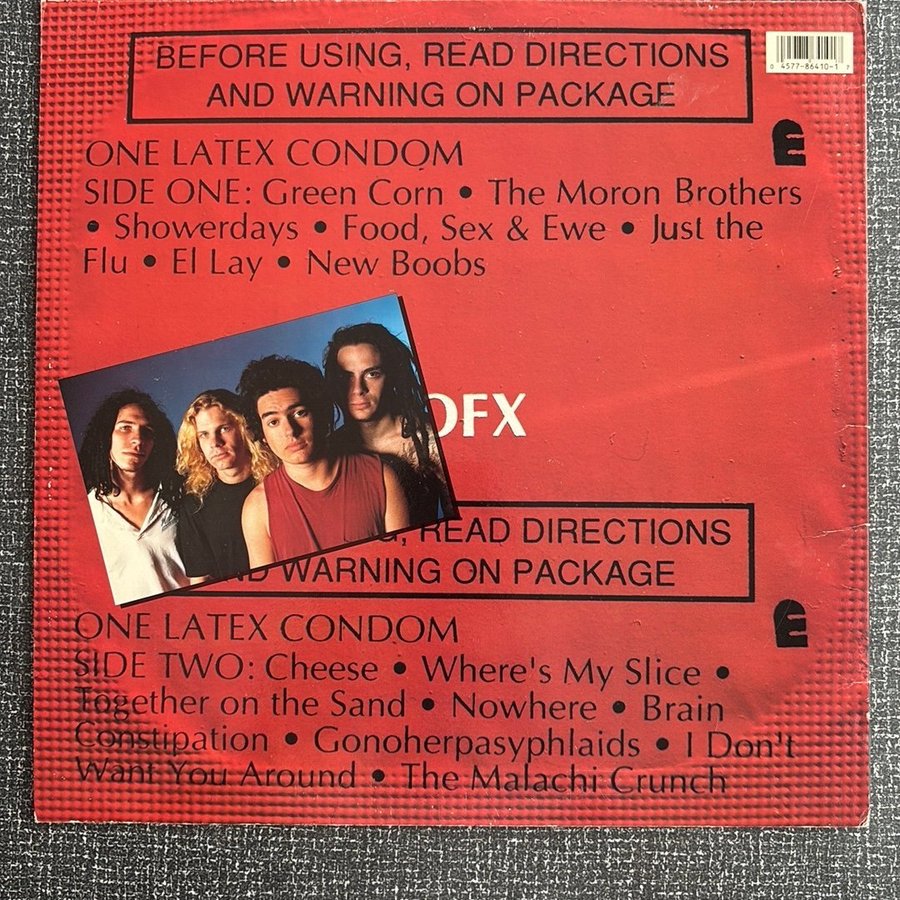 BEFORE USING, READ DIRECTIONS
AND WARNING ON PACKAGE
0 4577-86410-1 7
E
ONE LATEX CONDOM
SIDE ONE: Green Corn • The Moron Brothers
• Showerdays • Food, Sex & Ewe • Just the
Flu • El Lay • New Boobs
OFX
G, READ DIRECTIONS
AND WARNING ON PACKAGE
E
ONE LATEX CONDOM
SIDE TWO: Cheese • Where's My Slice •
Together on the Sand • Nowhere • Brain
Constipation • Gonoherpasyphlaids • I Don't
Want You Around • The Malachi Crunch